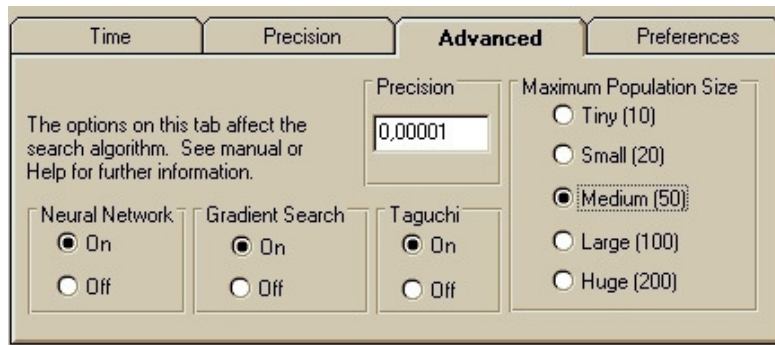 Time Precision Advanced Preferences
Precision
0,00001
Maximum Population Size
Tiny (10)
Small (20)
Medium (50)
Large (100)
Huge (200)
The options on this tab affect the
search algorithm. See manual or
Help for further information.
Neural Network
On
Off
Gradient Search
On
Off
Taguchi
On
Off